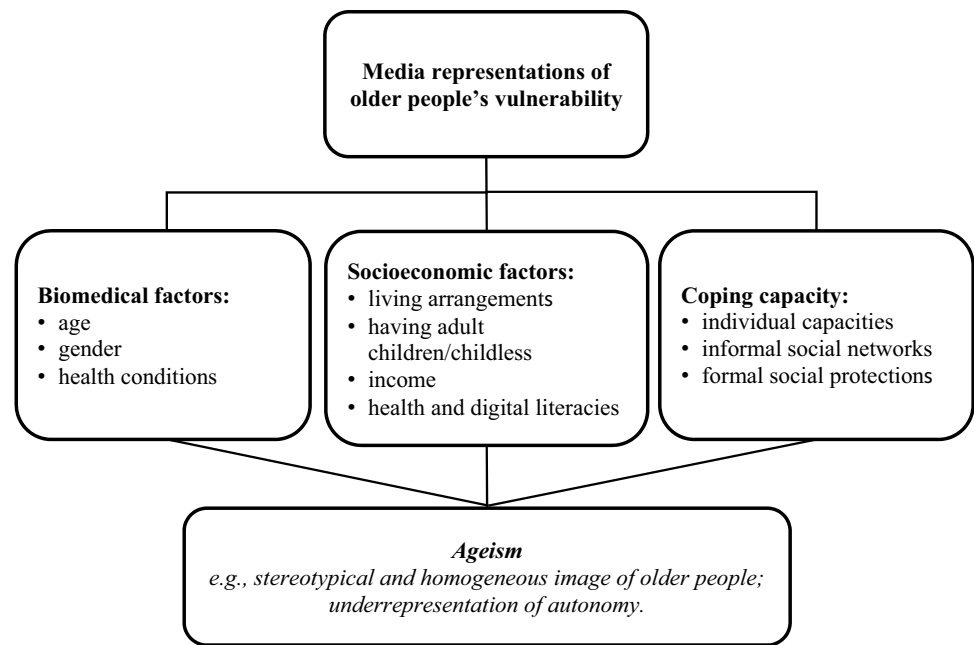 Media representations of
older people’s vulnerability
Biomedical factors:
• age
• gender
• health conditions
Socioeconomic factors:
• living arrangements
• having adult
children/childless
• income
• health and digital literacies
Coping capacity:
• individual capacities
• informal social networks
• formal social protections
Ageism
e.g., stereotypical and homogeneous image of older people;
underrepresentation of autonomy.